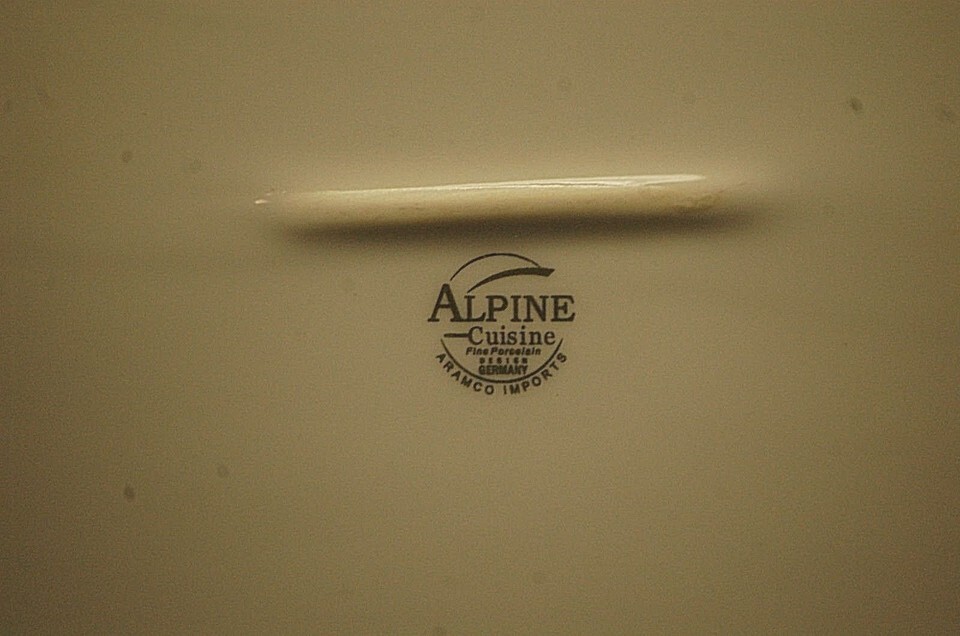 ALPINE
Cuisine
Fine Porcelain
DESIGN
GERMANY
ARAMCO IMPORTS